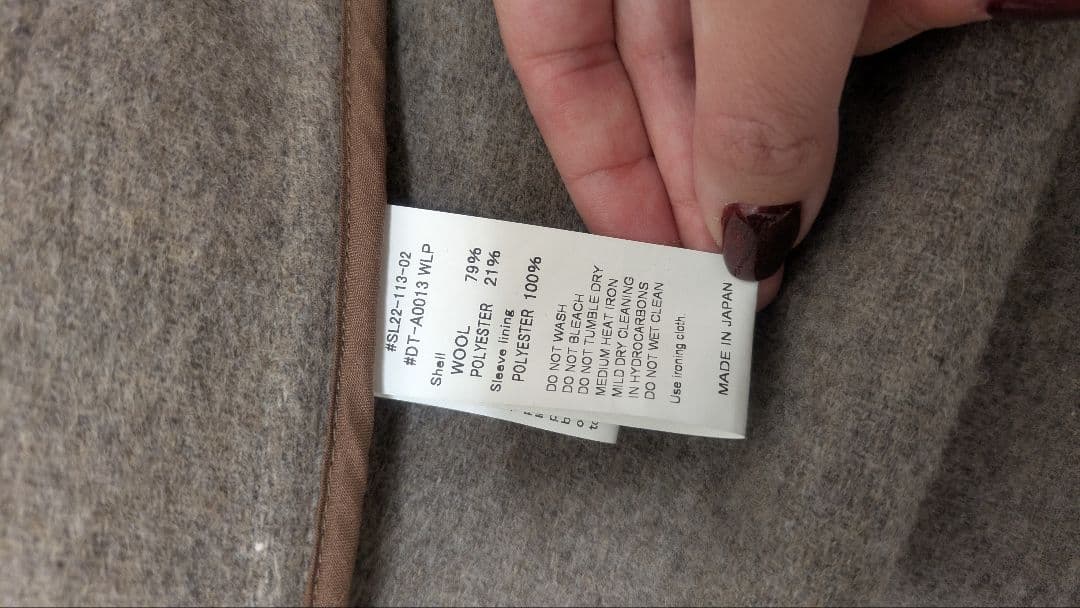 #SL22-113-02
#DT-A0013 WLP
Shell
WOOL 79%
POLYESTER 21%
Sleeve lining
POLYESTER 100%
DO NOT WASH
DO NOT BLEACH
DO NOT TUMBLE DRY
MEDIUM HEAT IRON
MILD DRY CLEANING
IN HYDROCARBONS
DO NOT WET CLEAN
Use ironing cloth.
MADE IN JAPAN